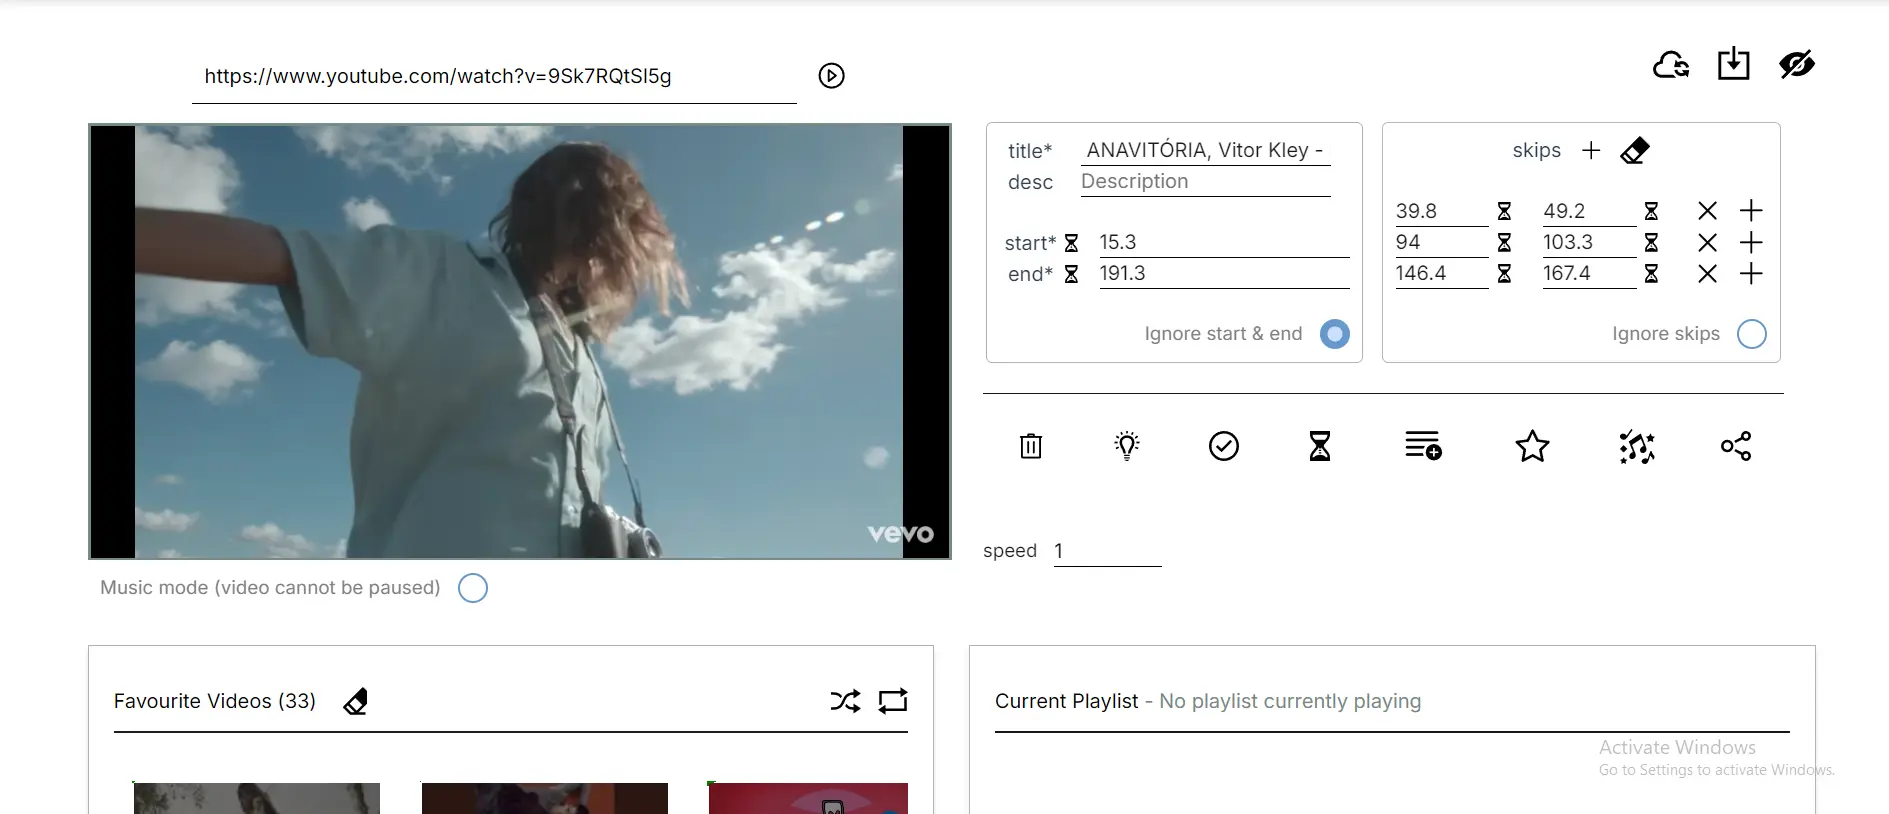 https://www.youtube.com/watch?v=9Sk7RQtSI5g
vevo
Music mode (video cannot be paused)
title* ANAVITÓRIA, Vitor Kley -
desc Description
start* 15.3
end* 191.3
Ignore start & end
skips
39.8 49.2
94 103.3
146.4 167.4
Ignore skips
speed 1
Favourite Videos (33)
Current Playlist - No playlist currently playing
Activate Windows
Go to Settings to activate Windows.